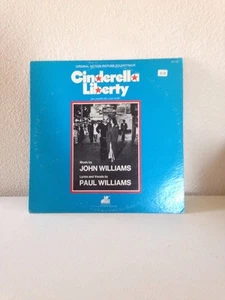 ORIGINAL MOTION PICTURE SOUNDTRACK
Cinderella
Liberty
Music by
JOHN WILLIAMS
Lyrics and Vocals by
PAUL WILLIAMS